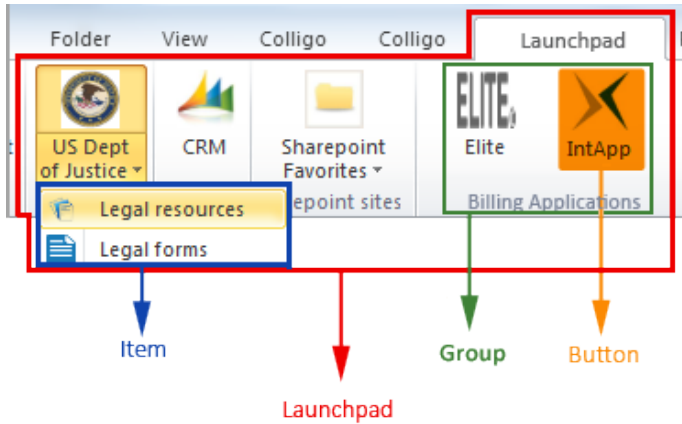 Folder View Colligo Colligo Launchpad
ELITE
US Dept CRM Sharepoint Elite IntApp
of Justice Favorites
epoint sites Billing Applications
Legal resources
Legal forms
Item Group Button
Launchpad